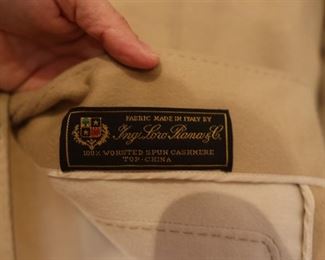 FABRIC MADE IN ITALY BY
Ing. Loro Piana & C.
100% WORSTED SPUN CASHMERE
TOP-CHINA